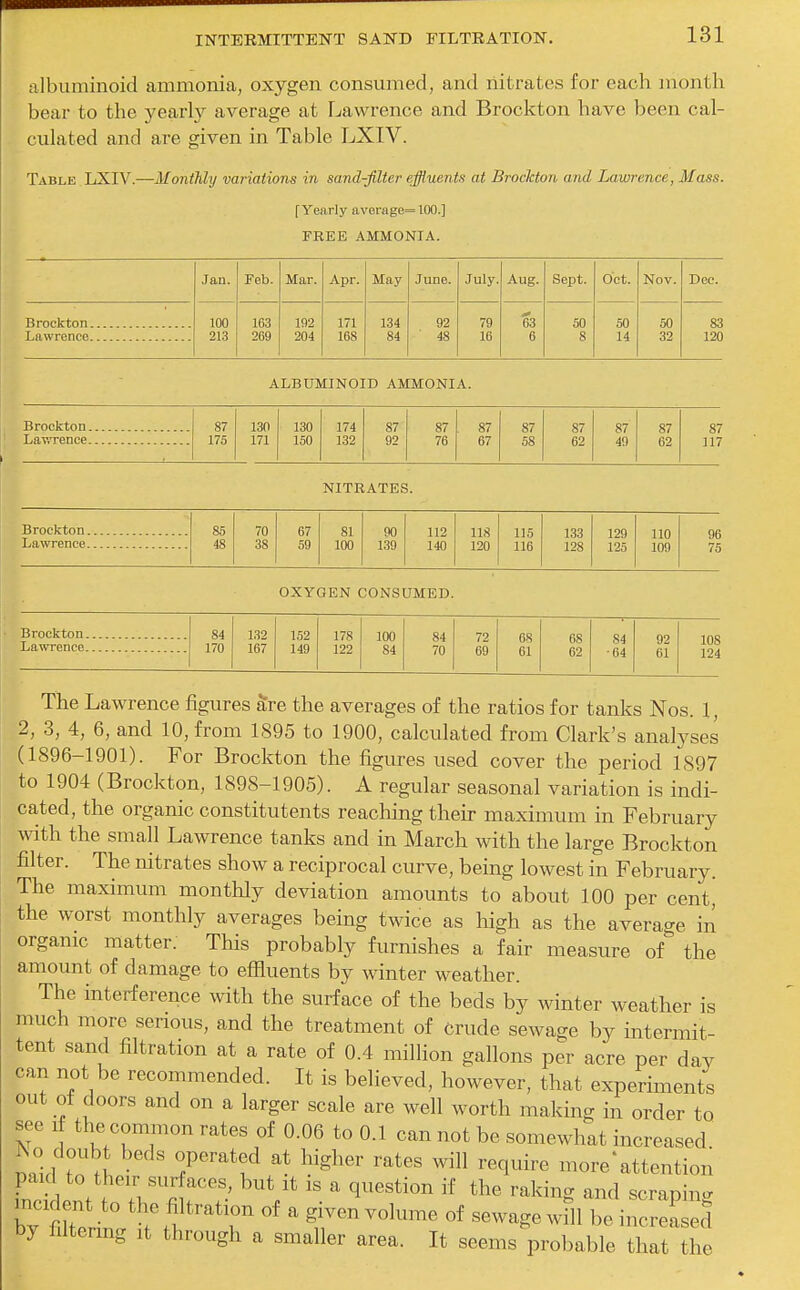 INTERMITTENT SAND FILTRATION. 131
albuminoid ammonia, oxygen consumed, and nitrates for each month
bear to the yearly average at Lawrence and Brockton have been cal-
culated and are given in Table LXIV.
Table LXIV.—Monthly variations in sand-filter effluents at Brockton and Lawrence, Mass.
[Yearly average=100.]
FREE AMMONIA.
Jan. Feb. Mar. Apr. May June. July. Aug. Sept. Oct. Nov. Dec.
Brockton 100 163 192 171 134 92 79 63 50 50 50 83
Lawrence 213 269 204 168 84 48 16 6 8 14 32 120
ALBUMINOID AMMONIA.
Brockton 87 130 130 174 87 87 87 87 87 87 87 87
Lawrence 175 171 150 132 92 76 67 58 62 49 62 117
NITRATES.
Brockton 85 70 67 81 90 112 118 115 133 129 110 96
Lawrence 48 38 59 100 139 140 120 116 128 125 109 75
OXYGEN CONSUMED.
Brockton 84 132 152 178 100 84 72 68 68 84 92 108
Lawrence 170 167 149 122 84 70 69 61 62 64 61 124
The Lawrence figures are the averages of the ratios for tanks Nos. 1,
2, 3, 4, 6, and 10, from 1895 to 1900, calculated from Clark's analyses
(1896–1901). For Brockton the figures used cover the period 1897
to 1904 (Brockton, 1898–1905). A regular seasonal variation is indi-
cated, the organic constitutents reaching their maximum in February
with the small Lawrence tanks and in March with the large Brockton
filter. The nitrates show a reciprocal curve, being lowest in February.
The maximum monthly deviation amounts to about 100 per cent,
the worst monthly averages being twice as high as the average in
organic matter. This probably furnishes a fair measure of the
amount of damage to effluents by winter weather.
The interference with the surface of the beds by winter weather is
much more serious, and the treatment of crude sewage by intermit-
tent sand filtration at a rate of 0.4 million gallons per acre per day
can not be recommended. It is believed, however, that experiments
out of doors and on a larger scale are well worth making in order to
see if the common rates of 0.06 to 0.1 can not be somewhat increased.
No doubt beds operated at higher rates will require more attention
paid to their surfaces, but it is a question if the raking and scraping
incident to the filtration of a given volume of sewage will be increased
by filtering it through a smaller area. It seems probable that the